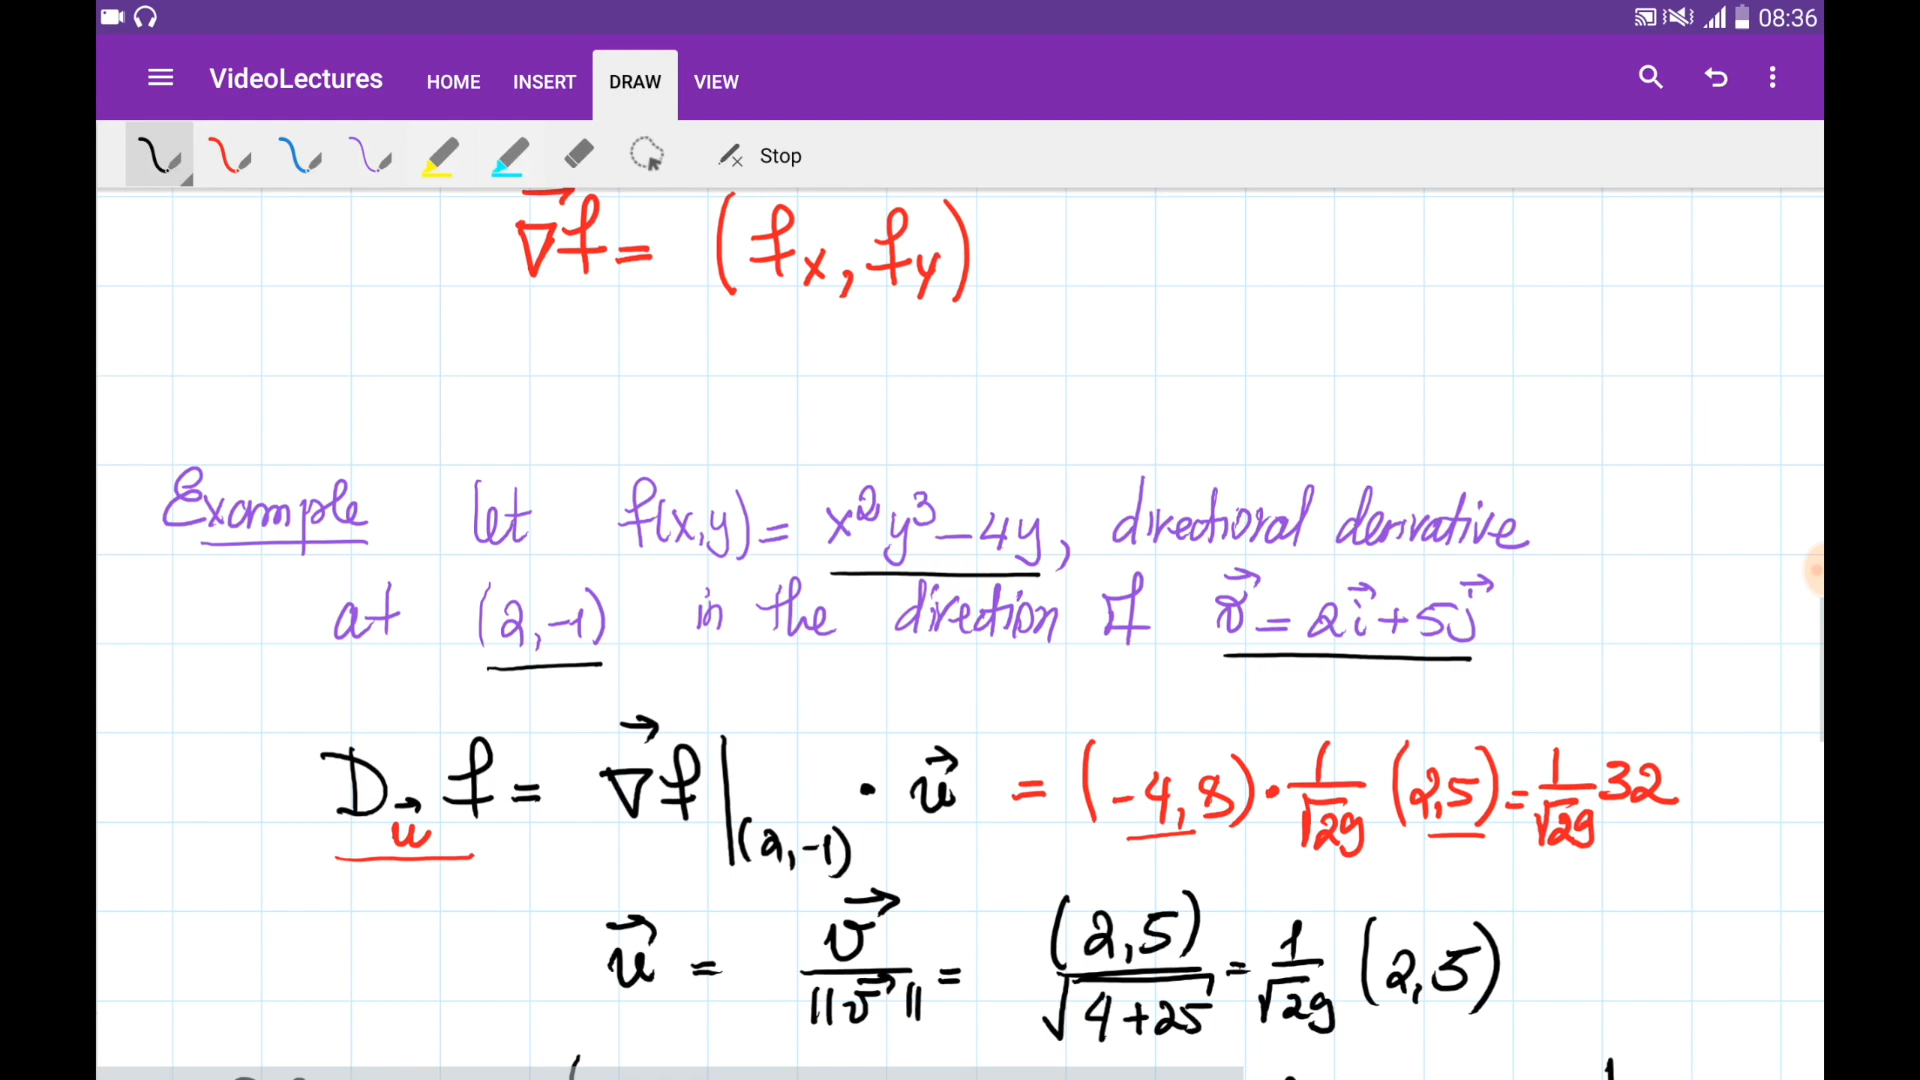 08:36
VideoLectures HOME INSERT DRAW VIEW
Stop
∇⃗f = (fx, fy)
Example let f(x,y) = x²y³ – 4y, directional derivative
at (2,-1) in the direction of v⃗ = 2i⃗ + 5j⃗
D_u⃗ f = ∇⃗f |(2,-1) · u⃗ = (-4, 8) · 1/√29 (2,5) = 1/√29 32
u⃗ = v⃗/||v⃗|| = (2,5)/√(4+25) = 1/√29 (2,5)